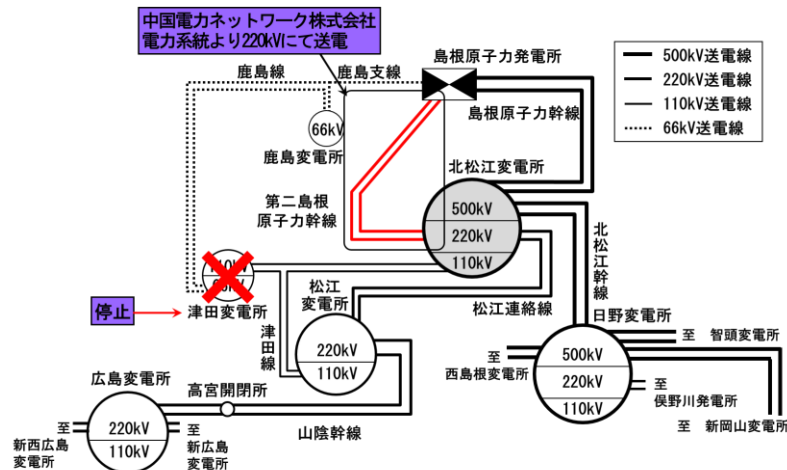 中国電力ネットワーク株式会社
電力系統より220kVにて送電
鹿島線
鹿島支線
島根原子力発電所
500kV送電線
220kV送電線
110kV送電線
66kV送電線
島根原子力幹線
66kV
鹿島変電所
北松江変電所
第二島根
原子力幹線
500kV
220kV
110kV
北松江幹線
停止
津田変電所
松江
変電所
松江連絡線
日野変電所
津田線
至 智頭変電所
220kV
110kV
至
西島根変電所
500kV
220kV
110kV
至
俣野川発電所
広島変電所
高宮開閉所
山陰幹線
至 新岡山変電所
220kV
110kV
至
新西広島
変電所
至
新広島
変電所